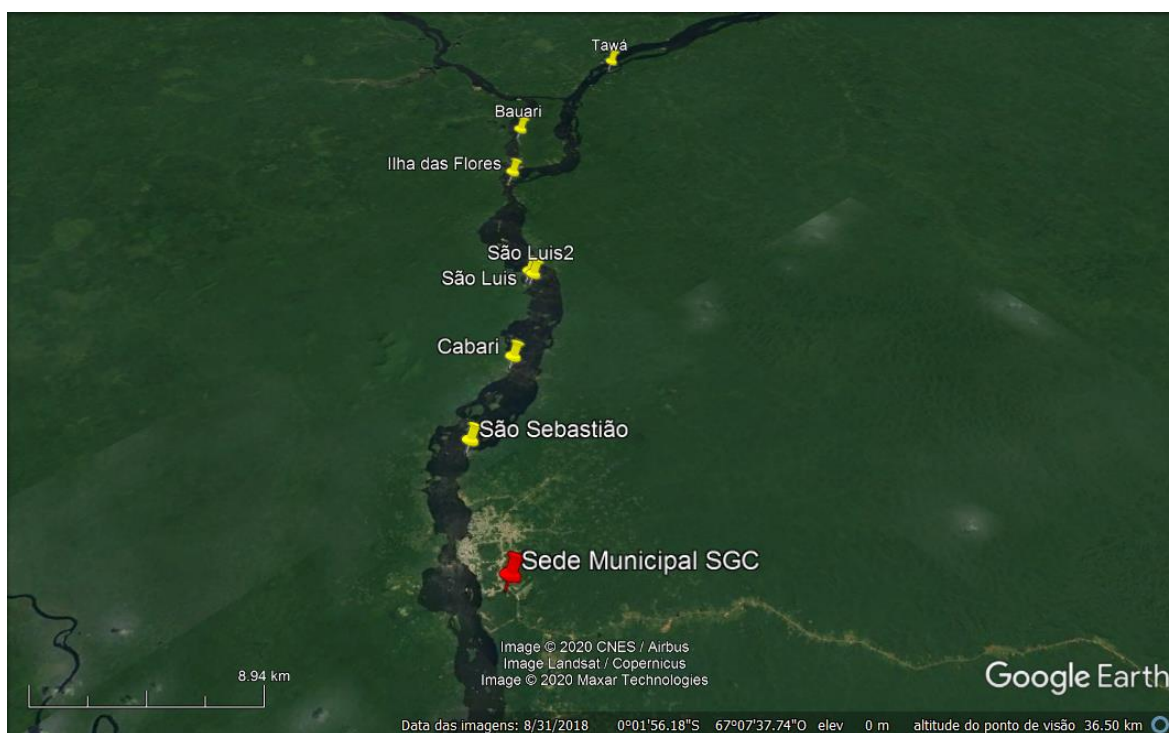 Tawá
Bauari
Ilha das Flores
São Luis2
São Luis
Cabari
São Sebastião
Sede Municipal SGC
Image © 2020 CNES / Airbus
Image Landsat / Copernicus
Image © 2020 Maxar Technologies
8.94 km
Google Earth
Data das imagens: 8/31/2018 0°01'56.18"S 67°07'37.74"O elev 0 m altitude do ponto de visão 36.50 km